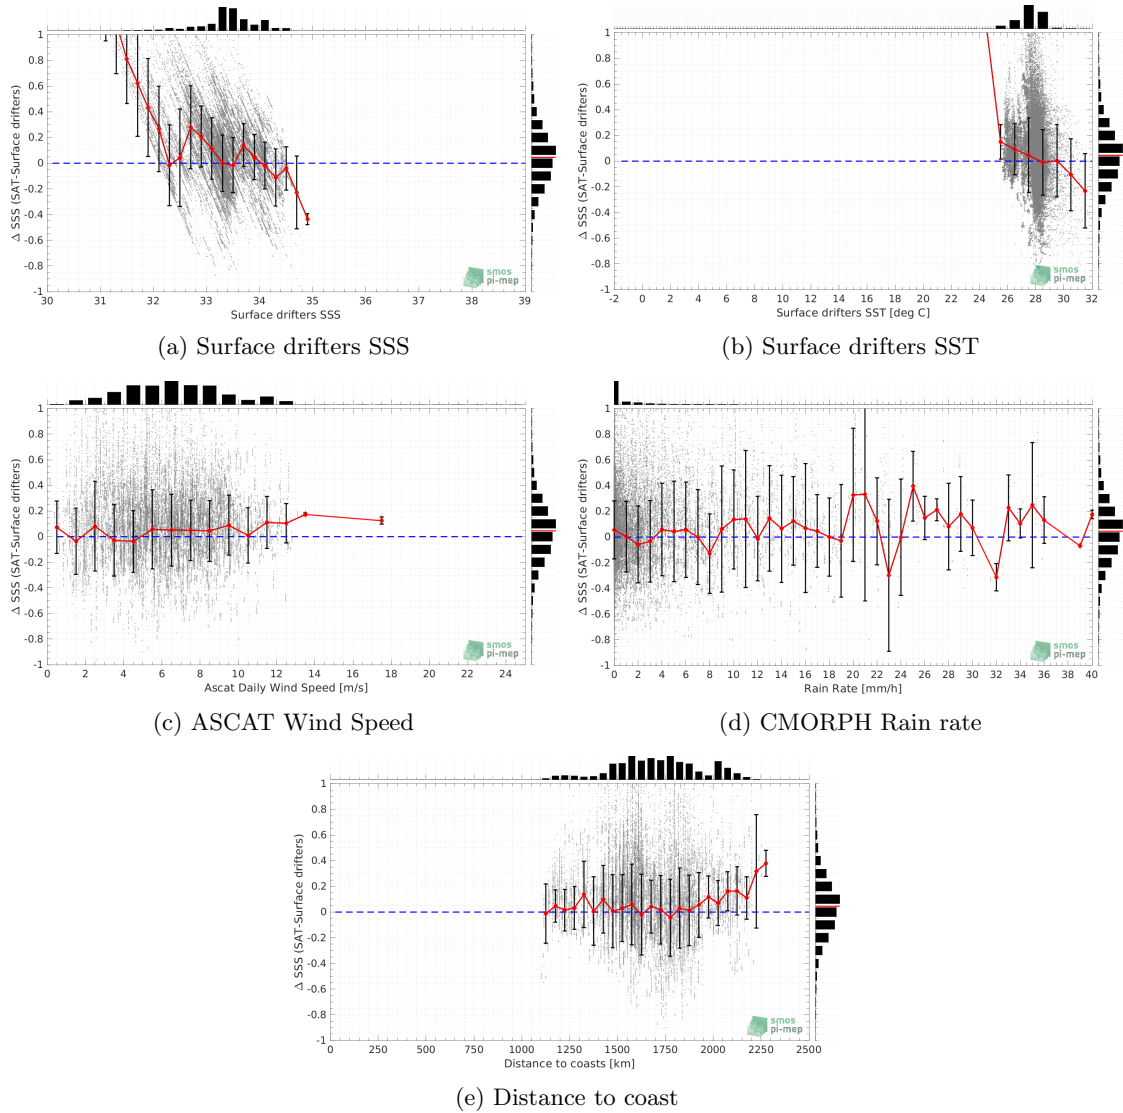 1
0.8
0.6
0.4
0.2
0
-0.2
-0.4
-0.6
-0.8
-1
Δ SSS (SAT-Surface drifters)
30 31 32 33 34 35 36 37 38 39
Surface drifters SSS
smos
pi-mep
(a) Surface drifters SSS
1
0.8
0.6
0.4
0.2
0
-0.2
-0.4
-0.6
-0.8
-1
Δ SSS (SAT-Surface drifters)
-2 0 2 4 6 8 10 12 14 16 18 20 22 24 26 28 30 32
Surface drifters SST [deg C]
smos
pi-mep
(b) Surface drifters SST
1
0.8
0.6
0.4
0.2
0
-0.2
-0.4
-0.6
-0.8
-1
Δ SSS (SAT-Surface drifters)
0 2 4 6 8 10 12 14 16 18 20 22 24
Ascat Daily Wind Speed [m/s]
smos
pi-mep
(c) ASCAT Wind Speed
1
0.8
0.6
0.4
0.2
0
-0.2
-0.4
-0.6
-0.8
-1
Δ SSS (SAT-Surface drifters)
0 2 4 6 8 10 12 14 16 18 20 22 24 26 28 30 32 34 36 38 40
Rain Rate [mm/h]
smos
pi-mep
(d) CMORPH Rain rate
1
0.8
0.6
0.4
0.2
0
-0.2
-0.4
-0.6
-0.8
-1
Δ SSS (SAT-Surface drifters)
0 250 500 750 1000 1250 1500 1750 2000 2250 2500
Distance to coasts [km]
smos
pi-mep
(e) Distance to coast